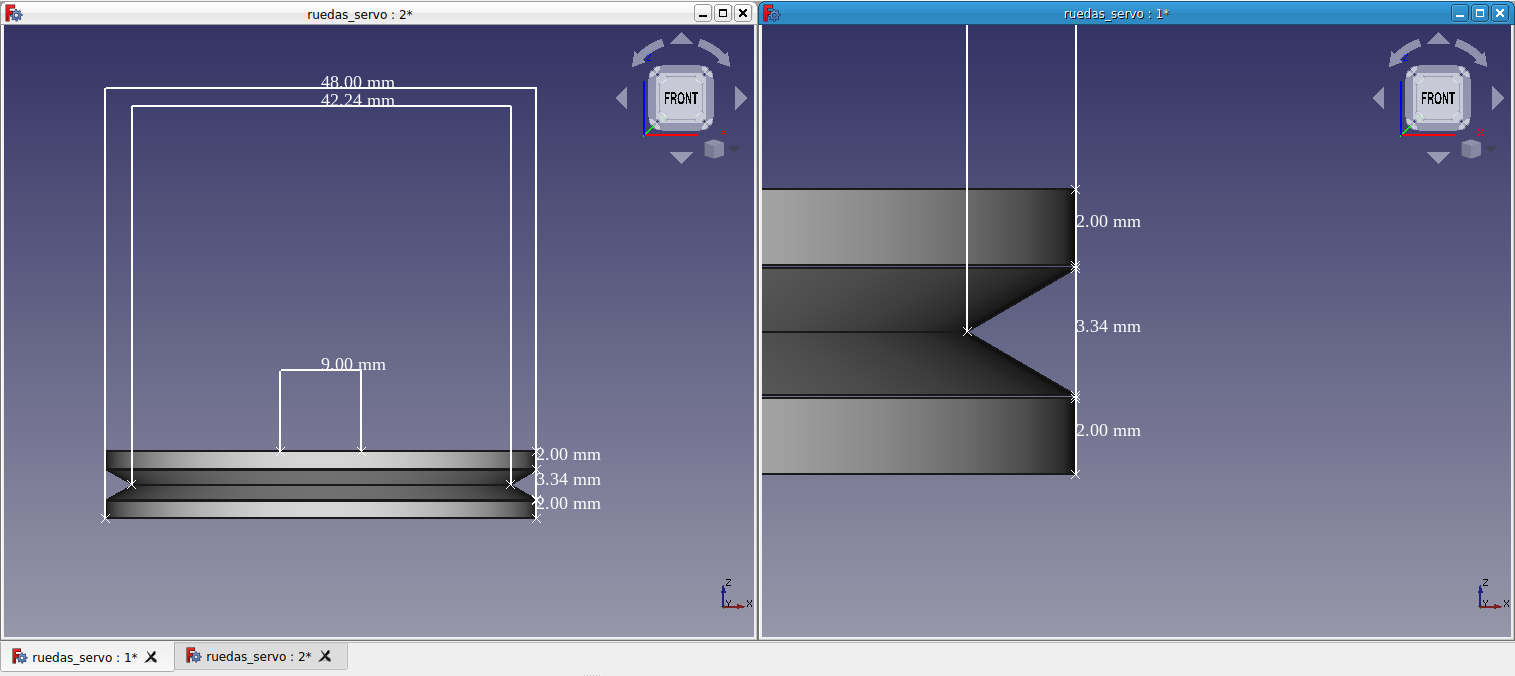 ruedas_servo : 2*
48.00 mm
42.24 mm
FRONT
9.00 mm
2.00 mm
3.34 mm
2.00 mm
Z
Y
X
ruedas_servo : 1*
Z
FRONT
X
2.00 mm
3.34 mm
2.00 mm
Z
Y
X
ruedas_servo : 1*
ruedas_servo : 2*